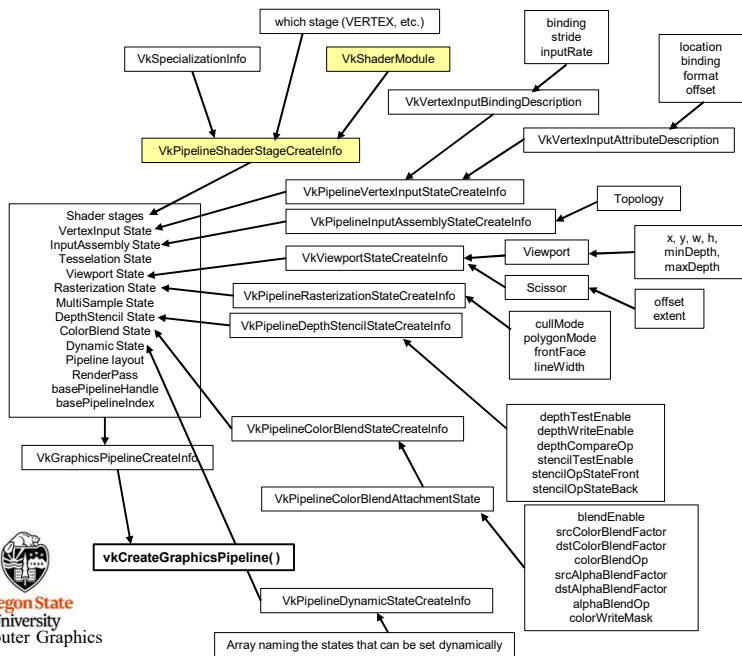 which stage (VERTEX, etc.)
binding
stride
inputRate
location
binding
format
offset
VkSpecializationInfo
VkShaderModule
VkVertexInputBindingDescription
VkVertexInputAttributeDescription
VkPipelineShaderStageCreateInfo
VkPipelineVertexInputStateCreateInfo
Topology
VkPipelineInputAssemblyStateCreateInfo
Shader stages
VertexInput State
InputAssembly State
Tesselation State
Viewport State
Rasterization State
MultiSample State
DepthStencil State
ColorBlend State
Dynamic State
Pipeline layout
RenderPass
basePipelineHandle
basePipelineIndex
VkViewportStateCreateInfo
Viewport
x, y, w, h,
minDepth,
maxDepth
Scissor
offset
extent
VkPipelineRasterizationStateCreateInfo
cullMode
polygonMode
frontFace
lineWidth
VkPipelineDepthStencilStateCreateInfo
depthTestEnable
depthWriteEnable
depthCompareOp
stencilTestEnable
stencilOpStateFront
stencilOpStateBack
VkPipelineColorBlendStateCreateInfo
VkGraphicsPipelineCreateInfo
VkPipelineColorBlendAttachmentState
blendEnable
srcColorBlendFactor
dstColorBlendFactor
colorBlendOp
srcAlphaBlendFactor
dstAlphaBlendFactor
alphaBlendOp
colorWriteMask
vkCreateGraphicsPipeline( )
VkPipelineDynamicStateCreateInfo
Array naming the states that can be set dynamically
egon State
University
puter Graphics